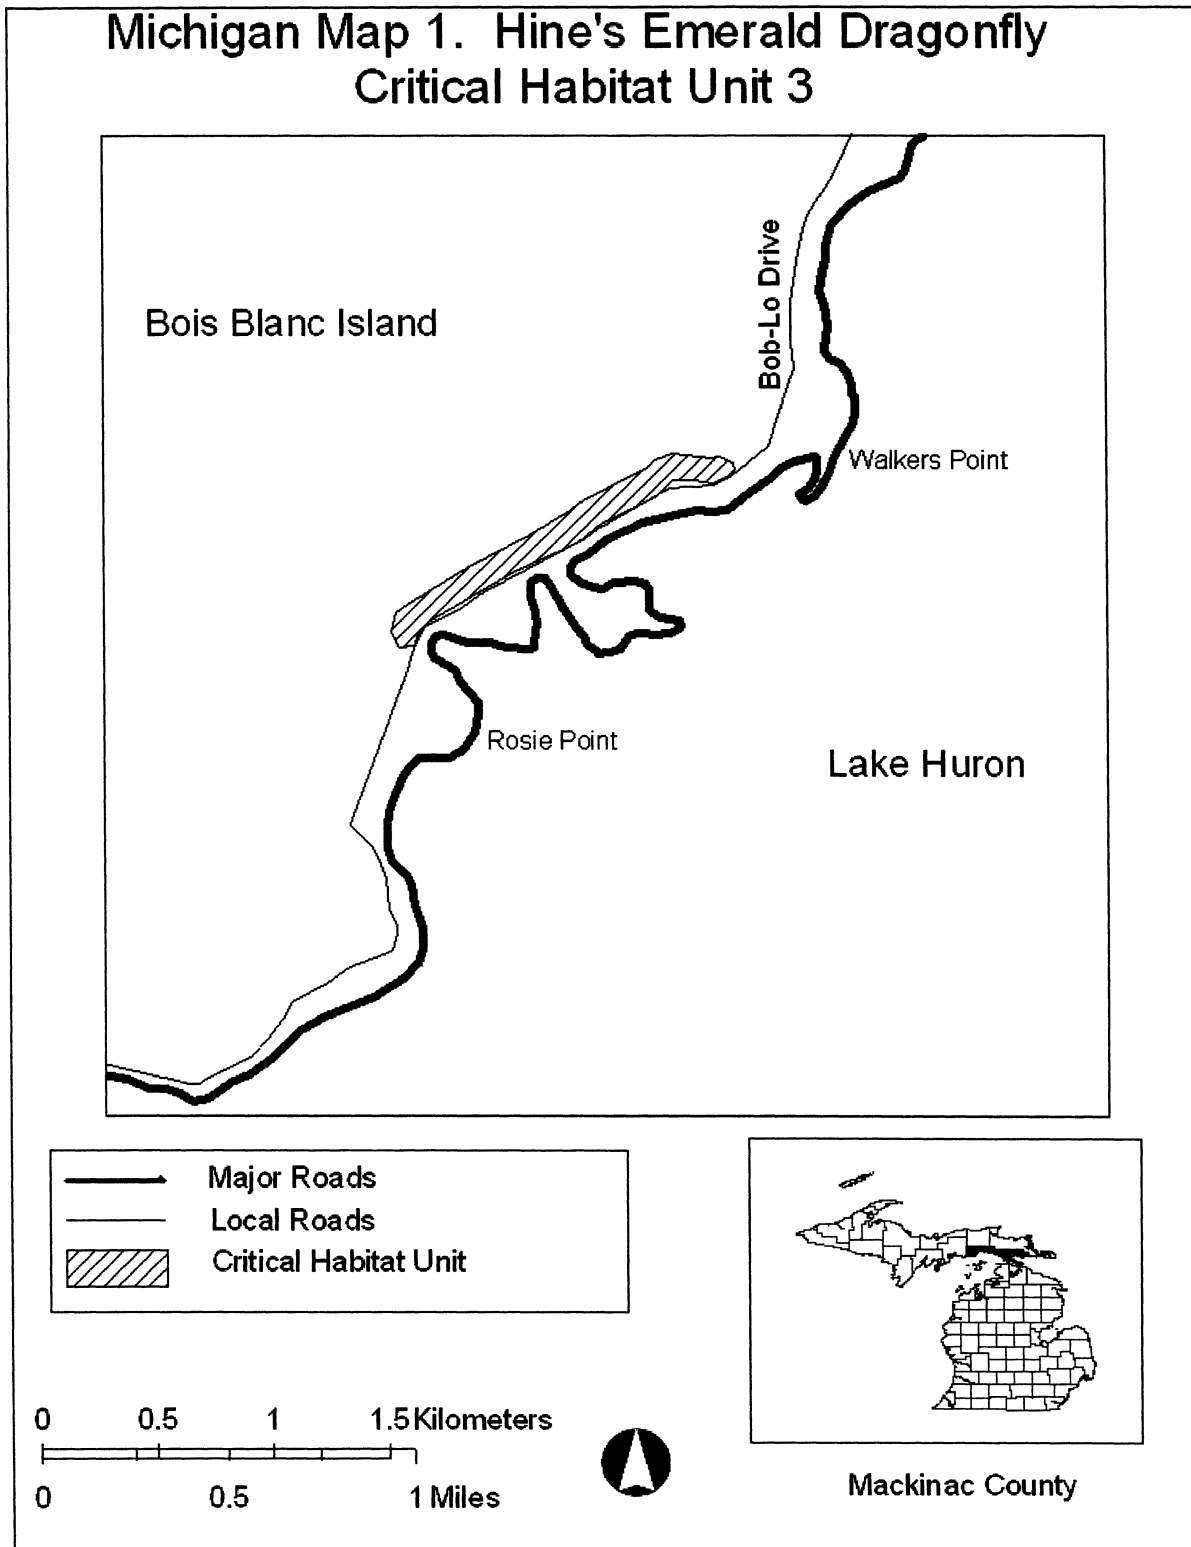 Michigan Map 1. Hine's Emerald Dragonfly
Critical Habitat Unit 3
Bob-Lo Drive
Bois Blanc Island
Walkers Point
Rosie Point
Lake Huron
Major Roads
Local Roads
Critical Habitat Unit
0 0.5 1 1.5 Kilometers
0 0.5 1 Miles
Mackinac County